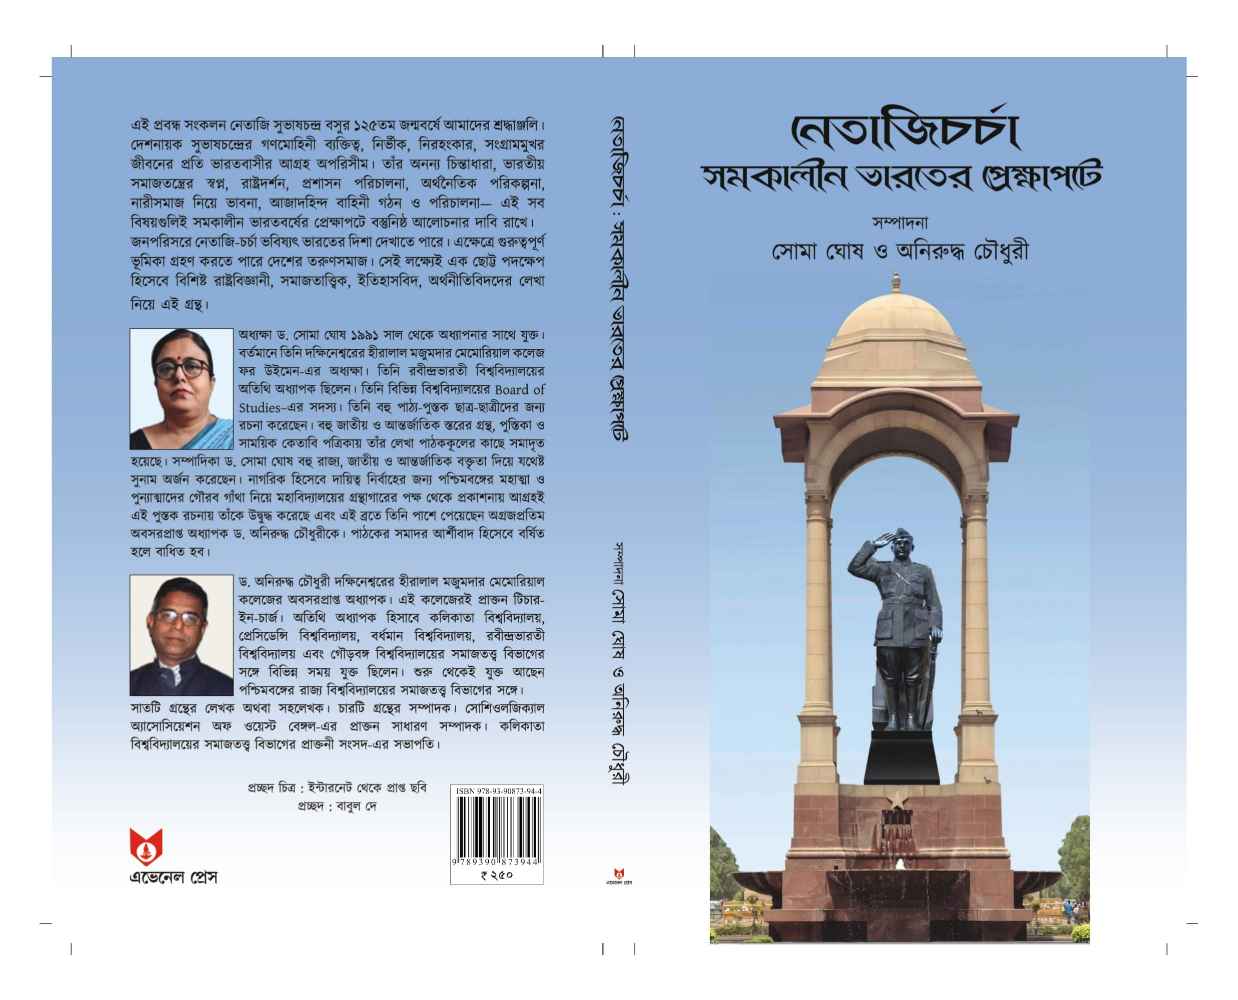 এই প্রবন্ধ সংকলন নেতাজি সুভাষচন্দ্র বসুর ১২৫তম জন্মবর্ষে আমাদের শ্রদ্ধাঞ্জলি।
দেশনায়ক সুভাষচন্দ্রের গণমোহিনী ব্যক্তিত্ব, নির্ভীক, নিরহংকার, সংগ্রামমুখর
জীবনের প্রতি ভারতবাসীর আগ্রহ অপরিসীম। তাঁর অনন্য চিন্তাধারা, ভারতীয়
সমাজতন্ত্রের স্বপ্ন, রাষ্ট্রদর্শন, প্রশাসন পরিচালনা, অর্থনৈতিক পরিকল্পনা,
নারীসমাজ নিয়ে ভাবনা, আজাদহিন্দ বাহিনী গঠন ও পরিচালনা— এই সব
বিষয়গুলিই সমকালীন ভারতবর্ষের প্রেক্ষাপটে বস্তুনিষ্ঠ আলোচনার দাবি রাখে।
জনপরিসরে নেতাজি-চর্চা ভবিষ্যৎ ভারতের দিশা দেখাতে পারে। এক্ষেত্রে গুরুত্বপূর্ণ
ভূমিকা গ্রহণ করতে পারে দেশের তরুণসমাজ। সেই লক্ষ্যেই এক ছোট্ট পদক্ষেপ
হিসেবে বিশিষ্ট রাষ্ট্রবিজ্ঞানী, সমাজতাত্ত্বিক, ইতিহাসবিদ, অর্থনীতিবিদদের লেখা
নিয়ে এই গ্রন্থ।
অধ্যক্ষা ড. সোমা ঘোষ ১৯৯১ সাল থেকে অধ্যাপনার সাথে যুক্ত।
বর্তমানে তিনি দক্ষিনেশ্বরের হীরালাল মজুমদার মেমোরিয়াল কলেজ
ফর উইমেন-এর অধ্যক্ষা। তিনি রবীন্দ্রভারতী বিশ্ববিদ্যালয়ের
অতিথি অধ্যাপক ছিলেন। তিনি বিভিন্ন বিশ্ববিদ্যালয়ের Board of
Studies–এর সদস্য। তিনি বহু পাঠ্য-পুস্তক ছাত্র-ছাত্রীদের জন্য
রচনা করেছেন। বহু জাতীয় ও আন্তর্জাতিক স্তরের গ্রন্থ, পুস্তিকা ও
সাময়িক কেতাবি পত্রিকায় তাঁর লেখা পাঠককূলের কাছে সমাদৃত
হয়েছে। সম্পাদিকা ড. সোমা ঘোষ বহু রাজ্য, জাতীয় ও আন্তর্জাতিক বক্তৃতা দিয়ে যথেষ্ট
সুনাম অর্জন করেছেন। নাগরিক হিসেবে দায়িত্ব নির্বাহের জন্য পশ্চিমবঙ্গের মহাত্মা ও
পুন্যাত্মাদের গৌরব গাঁথা নিয়ে মহাবিদ্যালয়ের গ্রন্থাগারের পক্ষ থেকে প্রকাশনায় আগ্রহই
এই পুস্তক রচনায় তাঁকে উদ্বুদ্ধ করেছে এবং এই ব্রতে তিনি পাশে পেয়েছেন অগ্রজপ্রতিম
অবসরপ্রাপ্ত অধ্যাপক ড. অনিরুদ্ধ চৌধুরীকে। পাঠকের সমাদর আর্শীবাদ হিসেবে বর্ষিত
হলে বাধিত হব।
ড. অনিরুদ্ধ চৌধুরী দক্ষিনেশ্বরের হীরালাল মজুমদার মেমোরিয়াল
কলেজের অবসরপ্রাপ্ত অধ্যাপক। এই কলেজেরই প্রাক্তন টিচার-
ইন-চার্জ। অতিথি অধ্যাপক হিসাবে কলিকাতা বিশ্ববিদ্যালয়,
প্রেসিডেন্সি বিশ্ববিদ্যালয়, বর্ধমান বিশ্ববিদ্যালয়, রবীন্দ্রভারতী
বিশ্ববিদ্যালয় এবং গৌড়বঙ্গ বিশ্ববিদ্যালয়ের সমাজতত্ত্ব বিভাগের
সঙ্গে বিভিন্ন সময় যুক্ত ছিলেন। শুরু থেকেই যুক্ত আছেন
পশ্চিমবঙ্গের রাজ্য বিশ্ববিদ্যালয়ের সমাজতত্ত্ব বিভাগের সঙ্গে।
সাতটি গ্রন্থের লেখক অথবা সহলেখক। চারটি গ্রন্থের সম্পাদক। সোশিওলজিক্যাল
অ্যাসোসিয়েশন অফ ওয়েস্ট বেঙ্গল-এর প্রাক্তন সাধারণ সম্পাদক। কলিকাতা
বিশ্ববিদ্যালয়ের সমাজতত্ত্ব বিভাগের প্রাক্তনী সংসদ-এর সভাপতি।
প্রচ্ছদ চিত্র : ইন্টারনেট থেকে প্রাপ্ত ছবি
প্রচ্ছদ : বাবুল দে
ISBN 978-93-90873-94-4
9 789390 873944
₹ ২৫০
এভেনেল প্রেস
নেতাজিচর্চা : সমকালীন ভারতের প্রেক্ষাপটে
সম্পাদনা সোমা ঘোষ ও অনিরুদ্ধ চৌধুরী
এভেনেল প্রেস
নেতাজিচর্চা
সমকালীন ভারতের প্রেক্ষাপটে
সম্পাদনা
সোমা ঘোষ ও অনিরুদ্ধ চৌধুরী